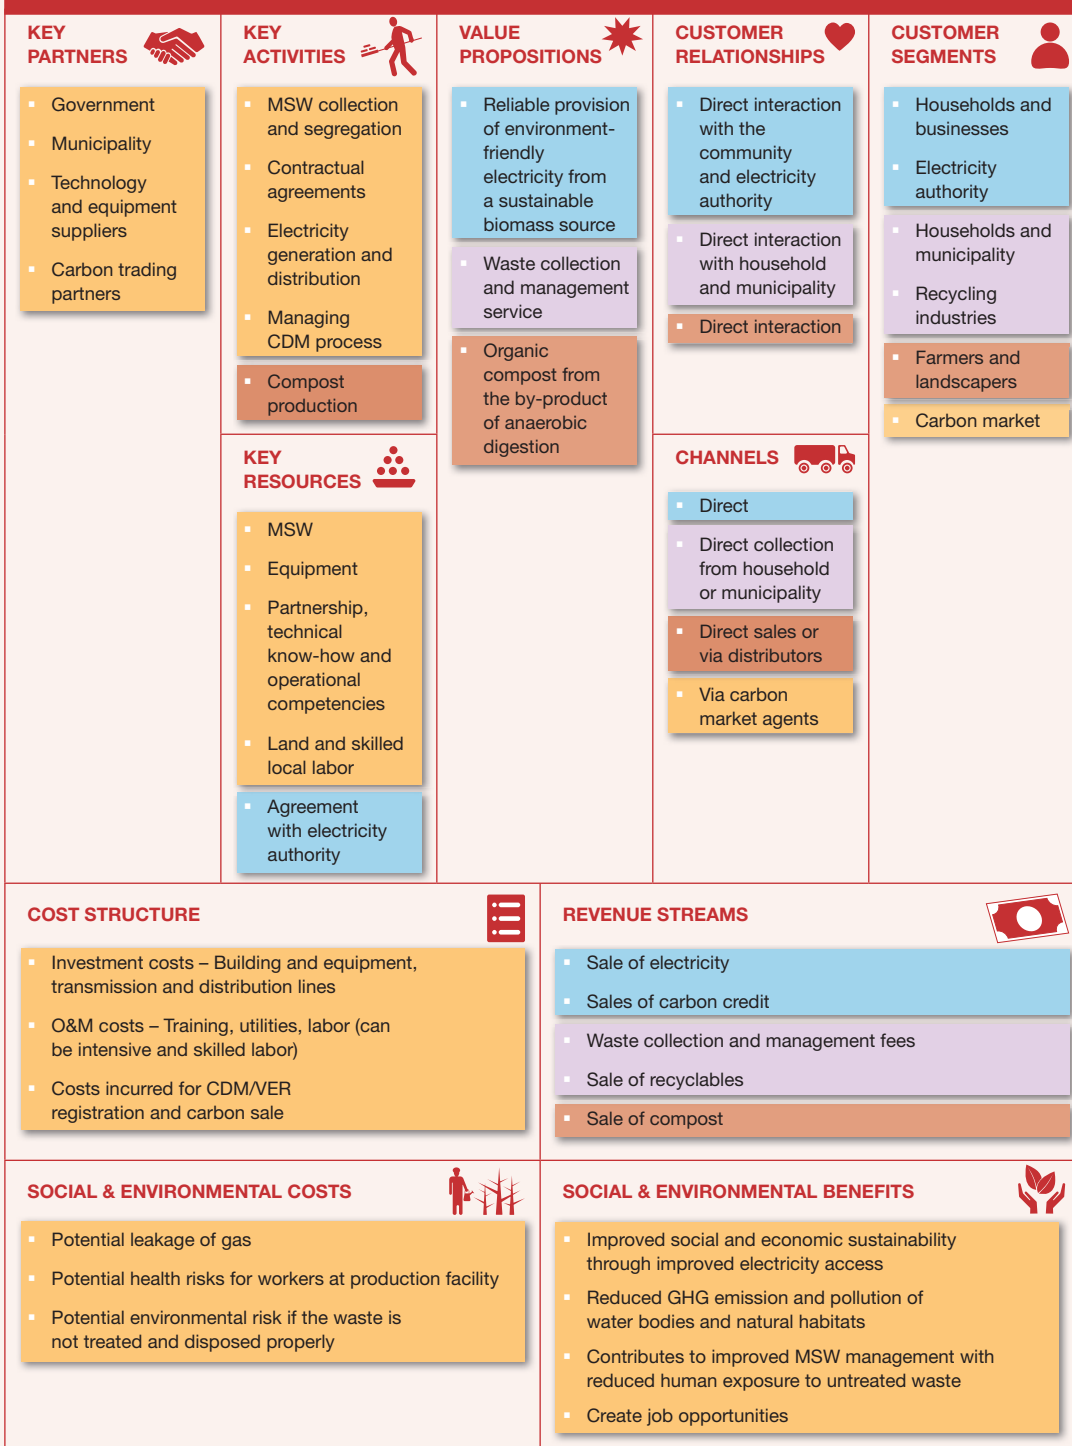 KEY
PARTNERS
Government
Municipality
Technology
and equipment
suppliers
Carbon trading
partners
KEY
ACTIVITIES
MSW collection
and segregation
Contractual
agreements
Electricity
generation and
distribution
Managing
CDM process
Compost
production
KEY
RESOURCES
MSW
Equipment
Partnership,
technical
know-how and
operational
competencies
Land and skilled
local labor
Agreement
with electricity
authority
VALUE
PROPOSITIONS
Reliable provision
of environment-
friendly
electricity from
a sustainable
biomass source
Waste collection
and management
service
Organic
compost from
the by-product
of anaerobic
digestion
CUSTOMER
RELATIONSHIPS
Direct interaction
with the
community
and electricity
authority
Direct interaction
with household
and municipality
Direct interaction
CHANNELS
Direct
Direct collection
from household
or municipality
Direct sales or
via distributors
Via carbon
market agents
CUSTOMER
SEGMENTS
Households and
businesses
Electricity
authority
Households and
municipality
Recycling
industries
Farmers and
landscapers
Carbon market
COST STRUCTURE
Investment costs – Building and equipment,
transmission and distribution lines
O&M costs – Training, utilities, labor (can
be intensive and skilled labor)
Costs incurred for CDM/VER
registration and carbon sale
REVENUE STREAMS
Sale of electricity
Sales of carbon credit
Waste collection and management fees
Sale of recyclables
Sale of compost
SOCIAL & ENVIRONMENTAL COSTS
Potential leakage of gas
Potential health risks for workers at production facility
Potential environmental risk if the waste is
not treated and disposed properly
SOCIAL & ENVIRONMENTAL BENEFITS
Improved social and economic sustainability
through improved electricity access
Reduced GHG emission and pollution of
water bodies and natural habitats
Contributes to improved MSW management with
reduced human exposure to untreated waste
Create job opportunities